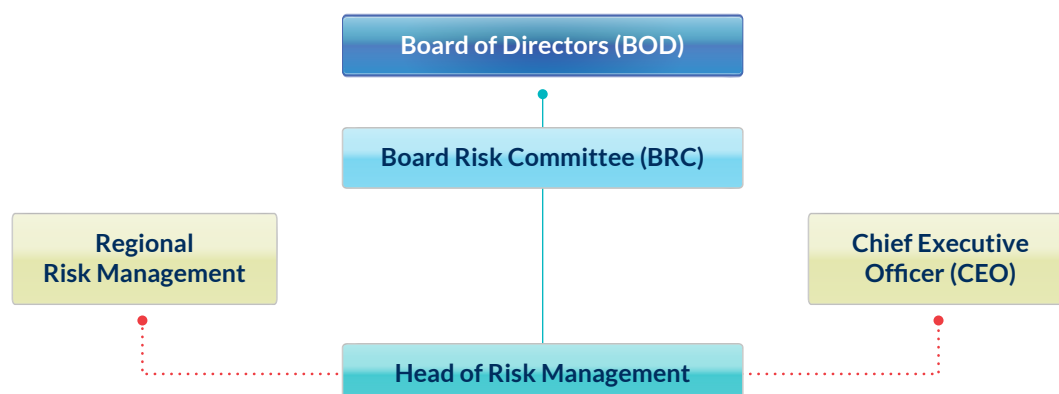 Board of Directors (BOD)
Board Risk Committee (BRC)
Regional
Risk Management
Chief Executive
Officer (CEO)
Head of Risk Management